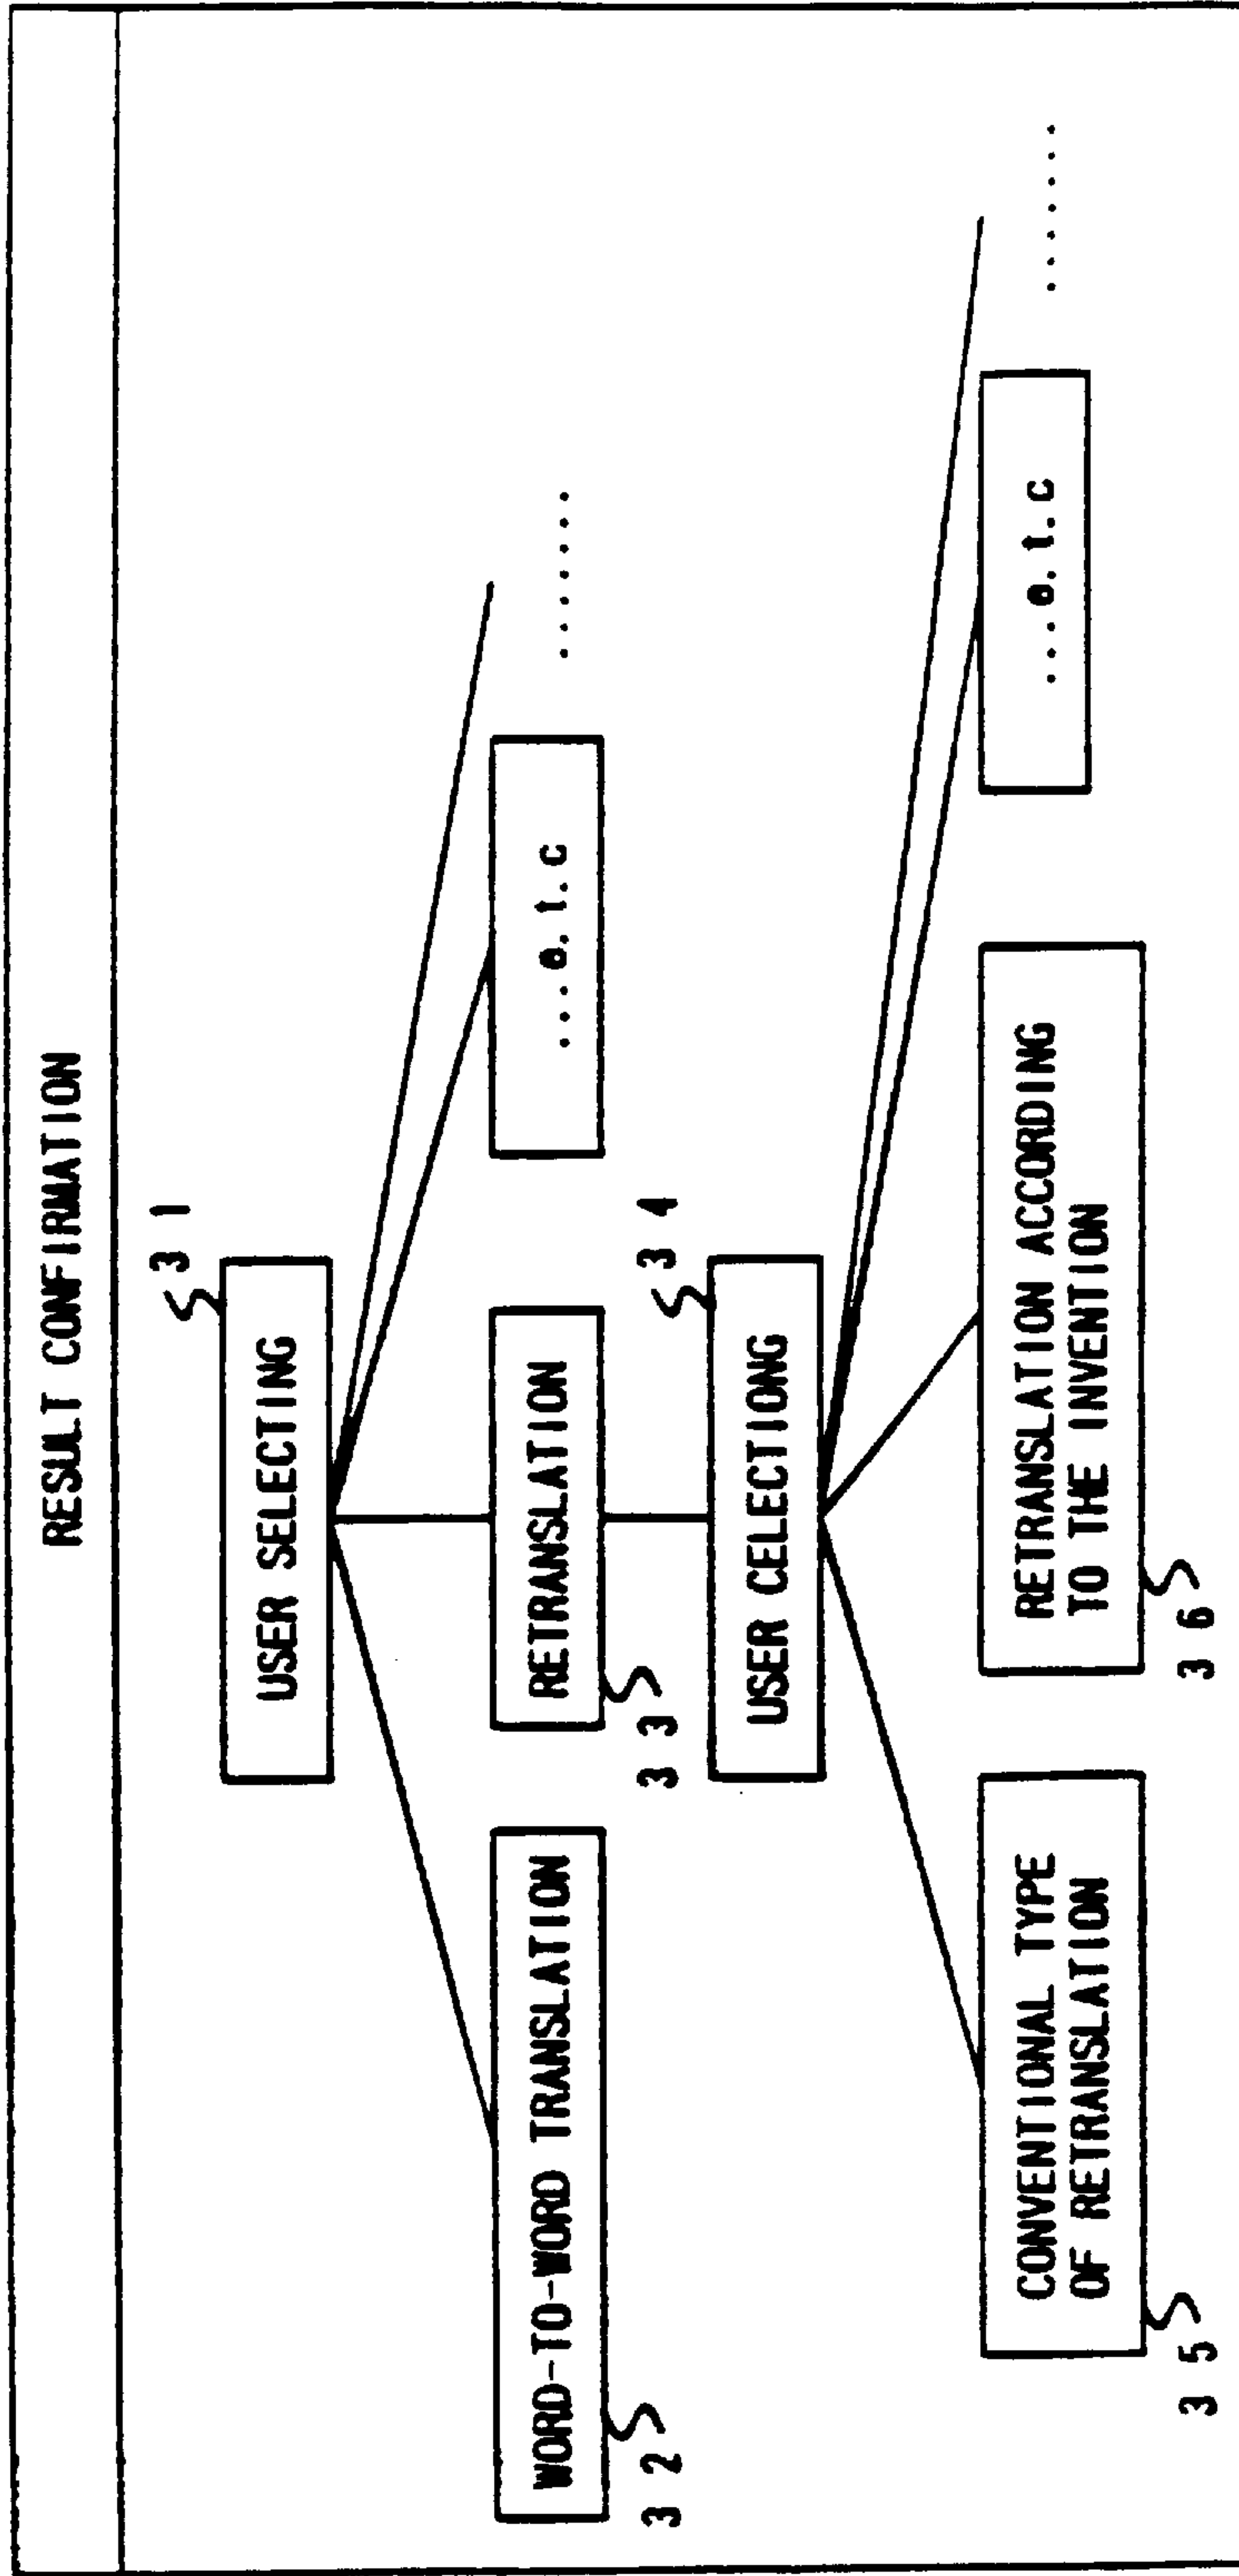 RESULT CONFIRMATION
31
USER SELECTING
WORD-TO-WORD TRANSLATION
RETRANSLATION
...e.t.c
.......
32
33
34
USER CELECTIONG
CONVENTIONAL TYPE
OF RETRANSLATION
RETRANSLATION ACCORDING
TO THE INVENTION
...e.t.c
.......
35
36